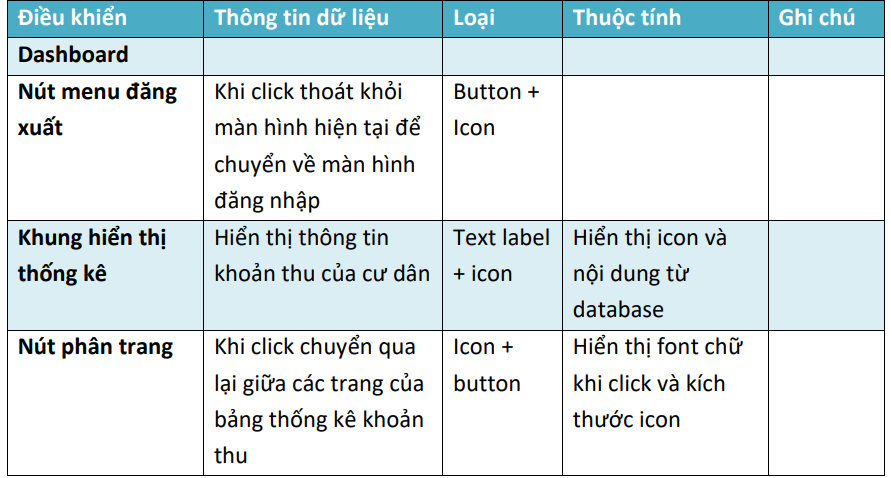 Điều khiển Thông tin dữ liệu Loại Thuộc tính Ghi chú
Dashboard
Nút menu đăng xuất
Khi click thoát khỏi
màn hình hiện tại để
chuyển về màn hình
đăng nhập
Button +
Icon
Khung hiển thị
thống kê
Hiển thị thông tin
khoản thu của cư dân
Text label
+ icon
Hiển thị icon và
nội dung từ
database
Nút phân trang
Khi click chuyển qua
lại giữa các trang của
bảng thống kê khoản
thu
Icon +
button
Hiển thị font chữ
khi click và kích
thước icon